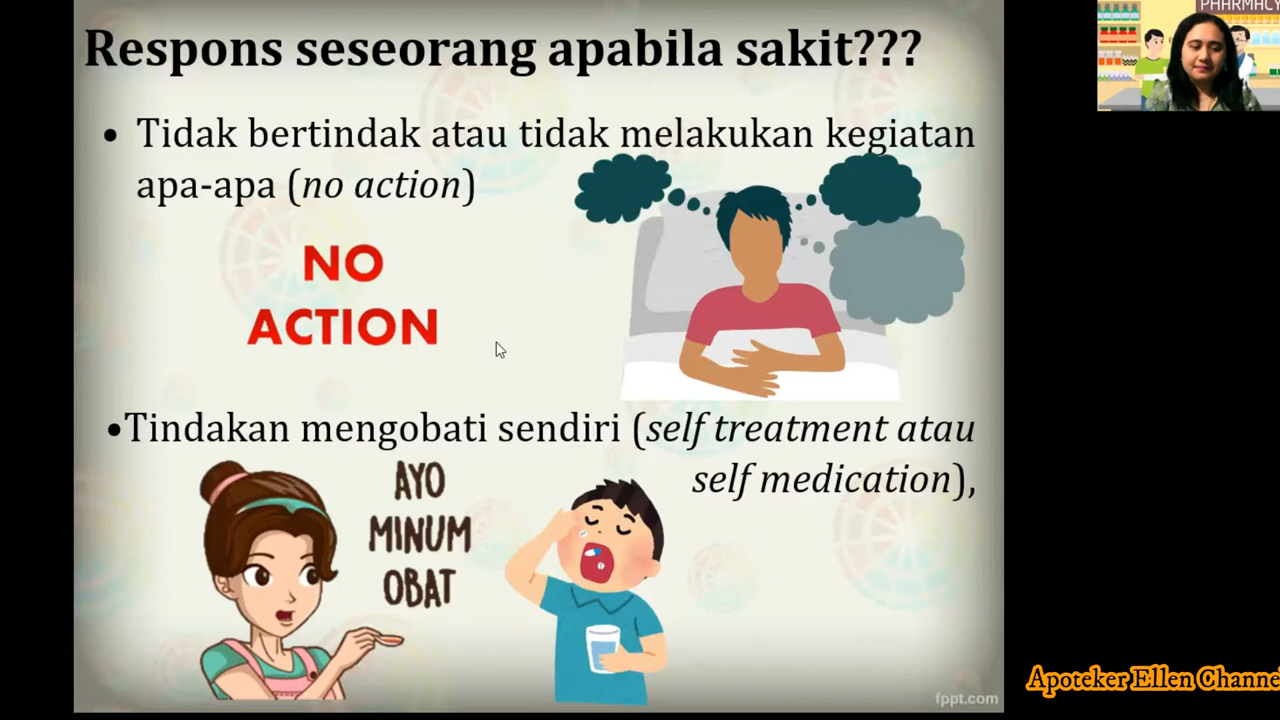 PHARMACY
Respons seseorang apabila sakit???
• Tidak bertindak atau tidak melakukan kegiatan
apa-apa (no action)
NO
ACTION
•Tindakan mengobati sendiri (self treatment atau
self medication),
AYO
MINUM
OBAT
Apoteker Ellen Channe
fppt.com